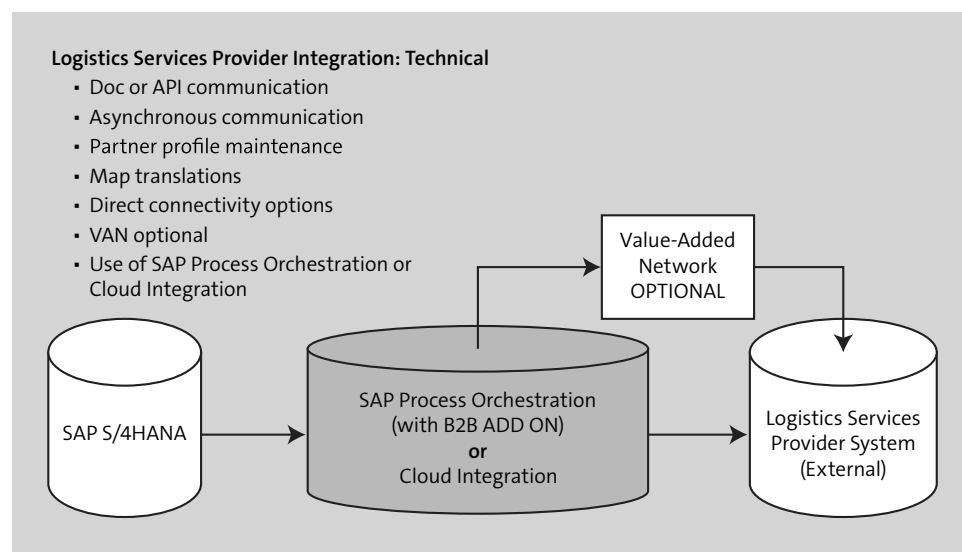 Logistics Services Provider Integration: Technical
▪ Doc or API communication
▪ Asynchronous communication
▪ Partner profile maintenance
▪ Map translations
▪ Direct connectivity options
▪ VAN optional
▪ Use of SAP Process Orchestration or
Cloud Integration
Value-Added
Network
OPTIONAL
SAP S/4HANA
SAP Process Orchestration
(with B2B ADD ON)
or
Cloud Integration
Logistics Services
Provider System
(External)